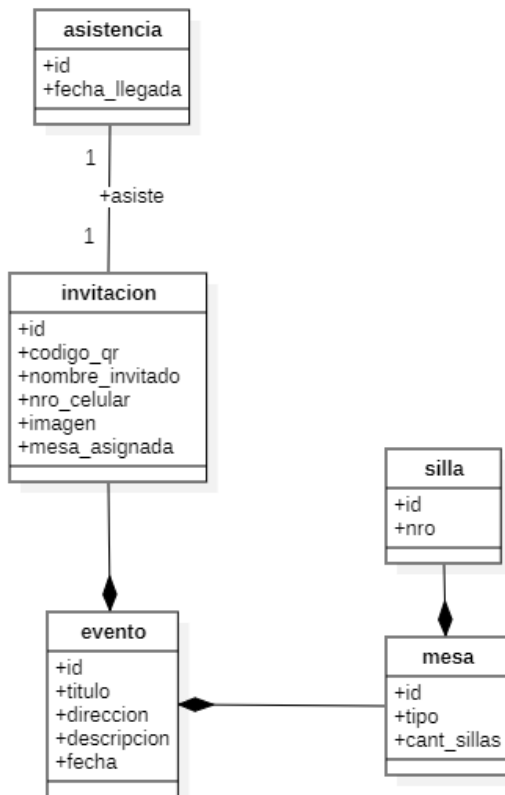 asistencia
+id
+fecha_llegada
1
+asiste
1
invitacion
+id
+codigo_qr
+nombre_invitado
+nro_celular
+imagen
+mesa_asignada
silla
+id
+nro
evento
+id
+titulo
+direccion
+descripcion
+fecha
mesa
+id
+tipo
+cant_sillas